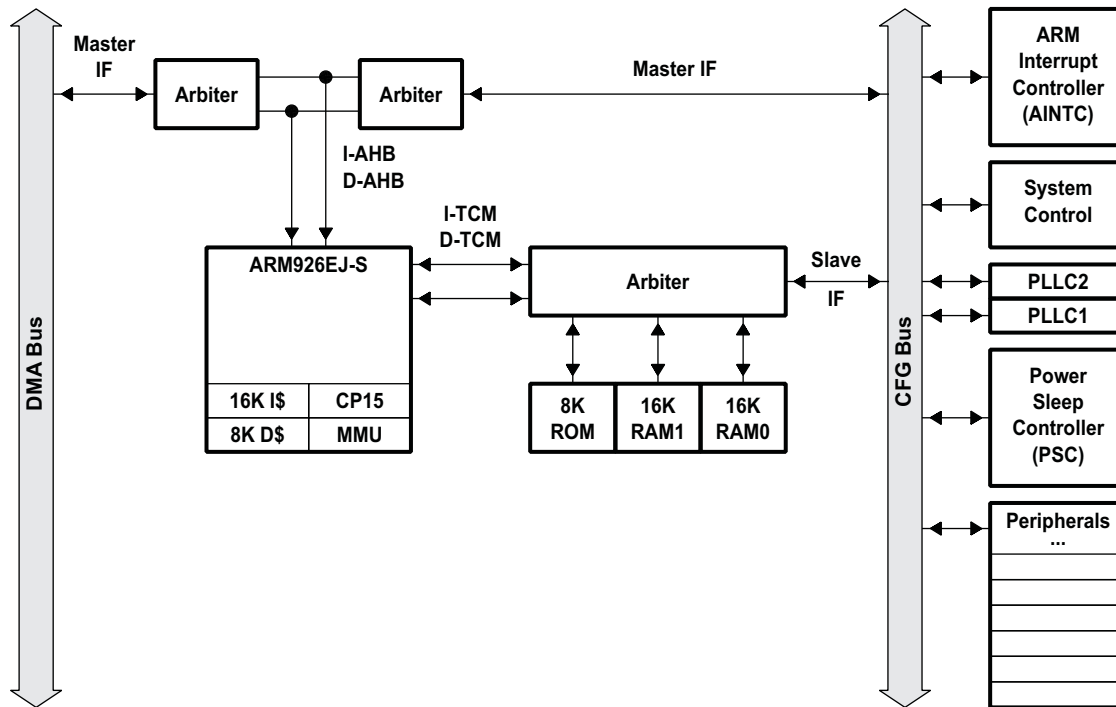 Master
IF
Arbiter
Arbiter
Master IF
I-AHB
D-AHB
I-TCM
D-TCM
ARM926EJ-S
16K I$
CP15
8K D$
MMU
Arbiter
Slave
IF
8K
ROM
16K
RAM1
16K
RAM0
DMA Bus
CFG Bus
ARM
Interrupt
Controller
(AINTC)
System
Control
PLLC2
PLLC1
Power
Sleep
Controller
(PSC)
Peripherals
...